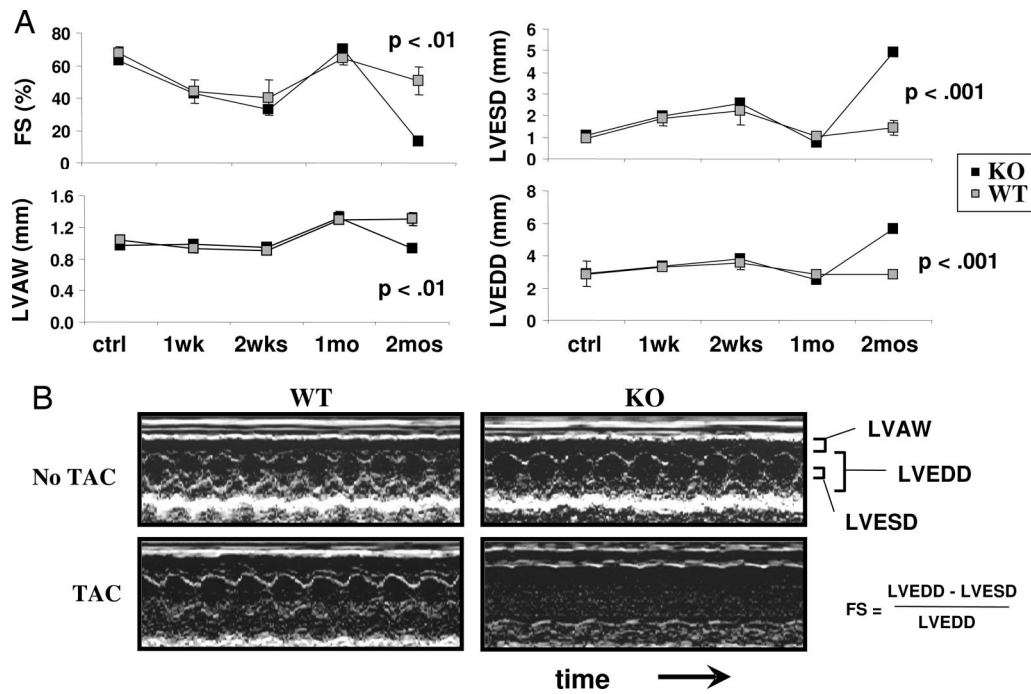 A
FS (%)
80
60
40
20
0
p < .01
LVESD (mm)
6
5
4
3
2
1
0
p < .001
KO
WT
LVAW (mm)
1.6
1.2
0.8
0.4
0.0
p < .01
ctrl 1wk 2wks 1mo 2mos
LVEDD (mm)
8
6
4
2
0
p < .001
ctrl 1wk 2wks 1mo 2mos
B
WT KO
No TAC
LVAW
LVEDD
LVESD
TAC
FS = LVEDD - LVESD
LVEDD
time